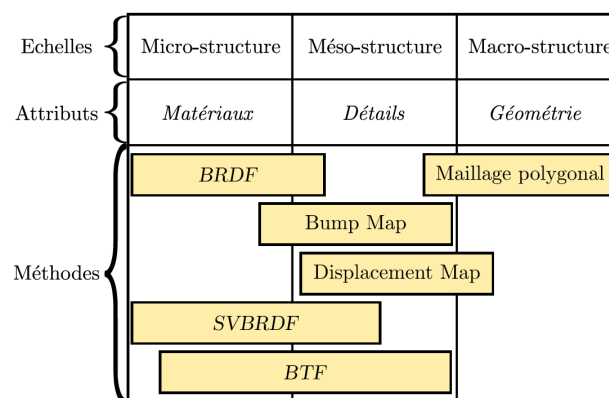 Echelles Micro-structure Méso-structure Macro-structure
Attributs Matériaux Détails Géométrie
BRDF Maillage polygonal
Bump Map
Méthodes Displacement Map
SVBRDF
BTF